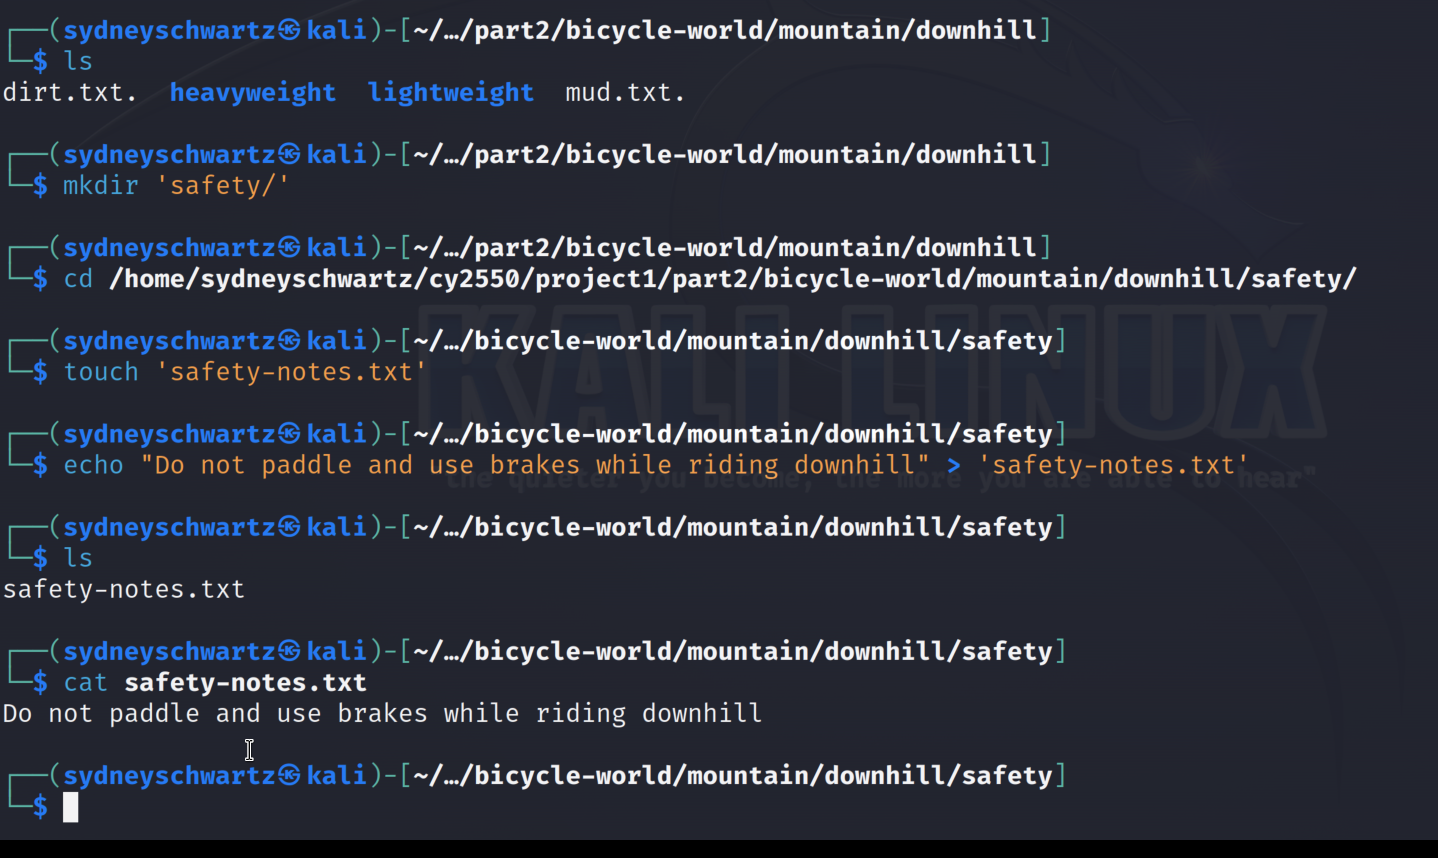 ┌──(sydneyschwartz㉿kali)-[~/…/part2/bicycle-world/mountain/downhill]
└─$ ls
dirt.txt.  heavyweight  lightweight  mud.txt.
┌──(sydneyschwartz㉿kali)-[~/…/part2/bicycle-world/mountain/downhill]
└─$ mkdir 'safety/'
┌──(sydneyschwartz㉿kali)-[~/…/part2/bicycle-world/mountain/downhill]
└─$ cd /home/sydneyschwartz/cy2550/project1/part2/bicycle-world/mountain/downhill/safety/
┌──(sydneyschwartz㉿kali)-[~/…/bicycle-world/mountain/downhill/safety]
└─$ touch 'safety-notes.txt'
KALI LINUX
┌──(sydneyschwartz㉿kali)-[~/…/bicycle-world/mountain/downhill/safety]
└─$ echo "Do not paddle and use brakes while riding downhill" > 'safety-notes.txt'
"the quieter you become, the more you are able to hear"
┌──(sydneyschwartz㉿kali)-[~/…/bicycle-world/mountain/downhill/safety]
└─$ ls
safety-notes.txt
┌──(sydneyschwartz㉿kali)-[~/…/bicycle-world/mountain/downhill/safety]
└─$ cat safety-notes.txt
Do not paddle and use brakes while riding downhill
┌──(sydneyschwartz㉿kali)-[~/…/bicycle-world/mountain/downhill/safety]
└─$